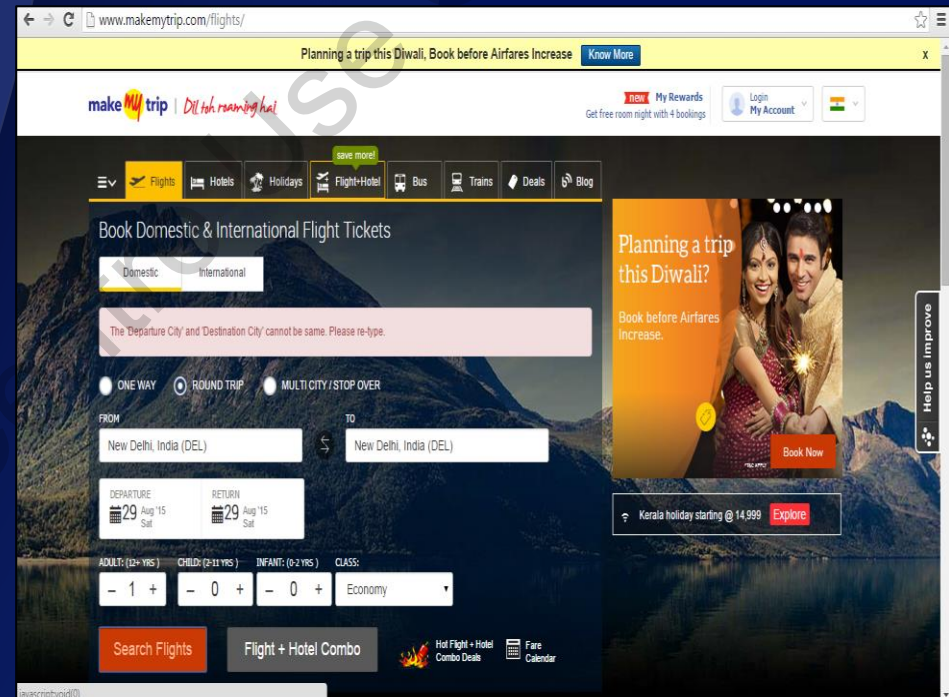 www.makemytrip.com/flights/
Planning a trip this Diwali, Book before Airfares Increase Know More x
make my trip | Dil toh roaming hai
new My Rewards
Get free room night with 4 bookings
Login
My Account
save more!
Flights Hotels Holidays Flight+Hotel Bus Trains Deals Blog
Book Domestic & International Flight Tickets
Domestic International
The 'Departure City' and 'Destination City' cannot be same. Please re-type.
ONE WAY ROUND TRIP MULTI CITY / STOP OVER
FROM TO
New Delhi, India (DEL) New Delhi, India (DEL)
DEPARTURE RETURN
29 Aug '15 Sat 29 Aug '15 Sat
ADULT: (12+ YRS) CHILD: (2-11 YRS) INFANT: (0-2 YRS) CLASS:
- 1 + - 0 + - 0 + Economy
Search Flights Flight + Hotel Combo
Hot Flight + Hotel
Combo Deals
Fare
Calendar
Planning a trip
this Diwali?
Book before Airfares
Increase.
Book Now
*T&C APPLY
Kerala holiday starting @ 14,999 Explore
Help us improve
javascript:void(0)